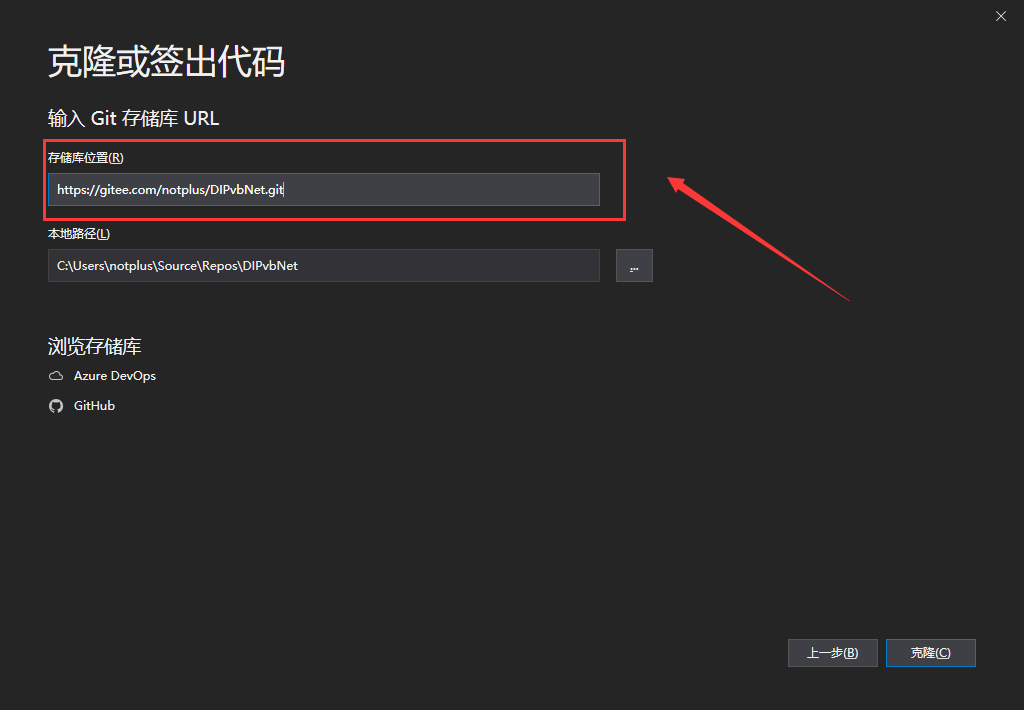 克隆或签出代码
输入 Git 存储库 URL
存储库位置(R)
https://gitee.com/notplus/DIPvbNet.git
本地路径(L)
C:\Users\notplus\Source\Repos\DIPvbNet
...
浏览存储库
Azure DevOps
GitHub
上一步(B)
克隆(C)